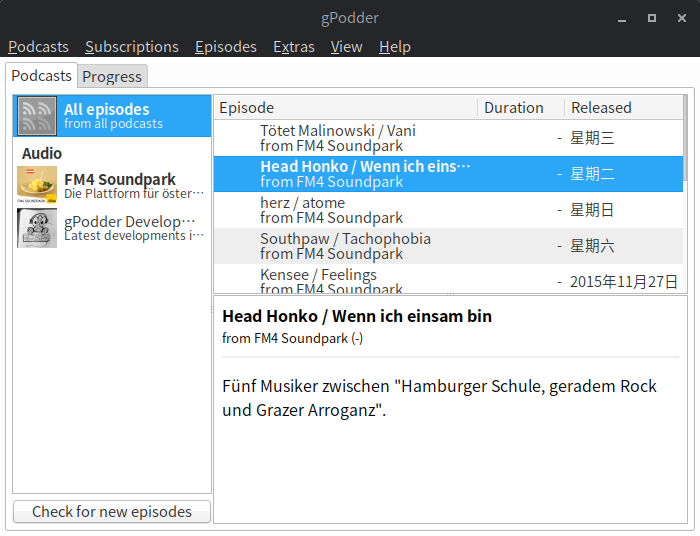 gPodder
Podcasts Subscriptions Episodes Extras View Help
Podcasts Progress
All episodes
from all podcasts
Audio
FM4 Soundpark
Die Plattform für öster…
gPodder Develop…
Latest developments i…
Episode Duration Released
Tötet Malinowski / Vani
from FM4 Soundpark
- 星期三
Head Honko / Wenn ich eins…
from FM4 Soundpark
- 星期二
herz / atome
from FM4 Soundpark
- 星期日
Southpaw / Tachophobia
from FM4 Soundpark
- 星期六
Kensee / Feelings
from FM4 Soundpark
- 2015年11月27日
Head Honko / Wenn ich einsam bin
from FM4 Soundpark (-)
Fünf Musiker zwischen "Hamburger Schule, geradem Rock
und Grazer Arroganz".
Check for new episodes